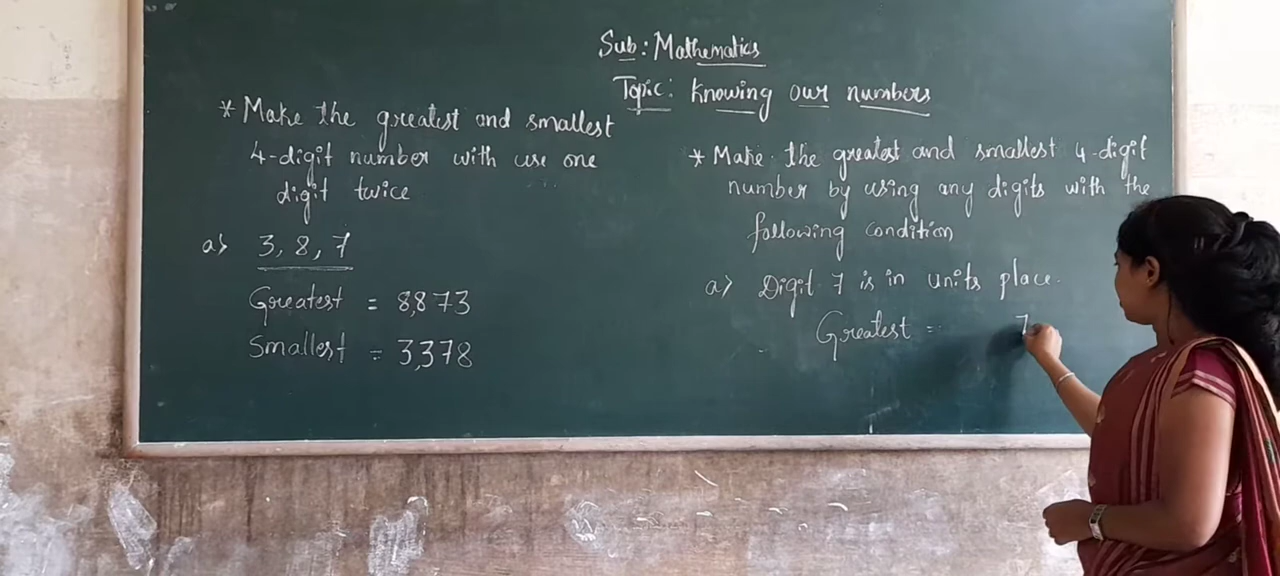 Sub: Mathematics
Topic: Knowing our numbers
* Make the greatest and smallest
4-digit number with use one
digit twice
a) 3, 8, 7
Greatest = 8,873
Smallest = 3,378
* Make the greatest and smallest 4-digit
number by using any digits with the
following condition
a) Digit 7 is in units place.
Greatest = 7